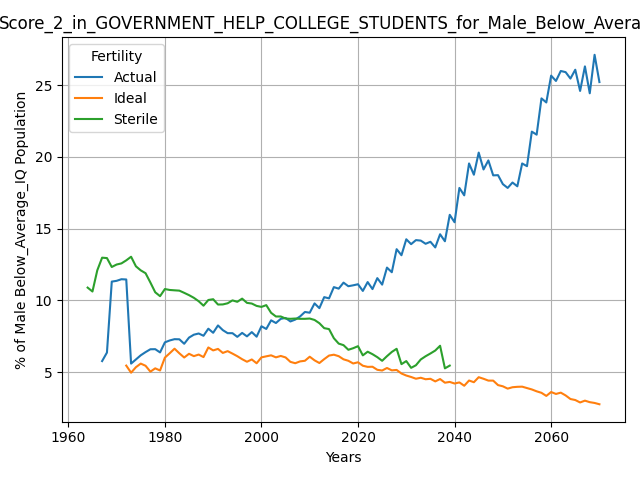 Score_2_in_GOVERNMENT_HELP_COLLEGE_STUDENTS_for_Male_Below_Avera
Fertility
Actual
Ideal
Sterile
% of Male Below_Average_IQ Population
25
20
15
10
5
1960 1980 2000 2020 2040 2060
Years